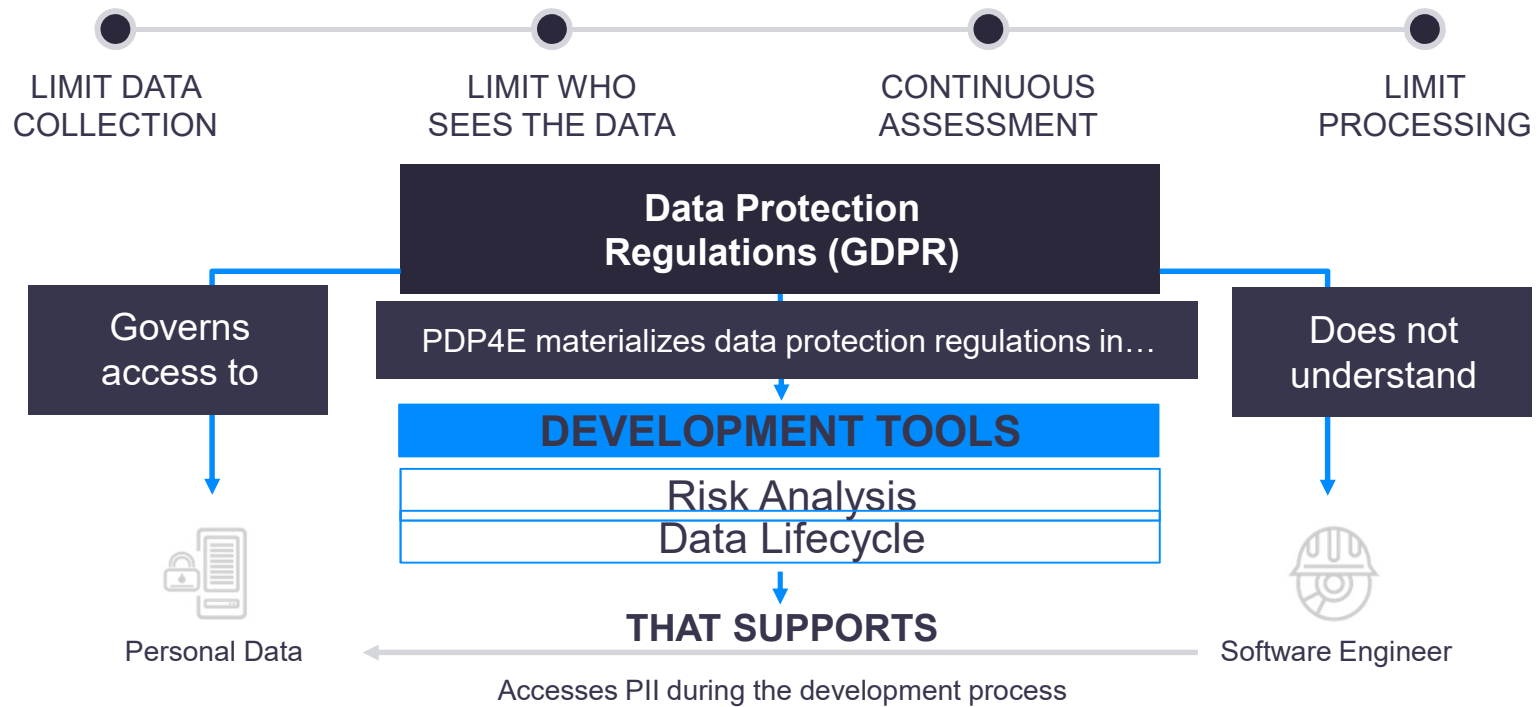 LIMIT DATA
COLLECTION
LIMIT WHO
SEES THE DATA
CONTINUOUS
ASSESSMENT
LIMIT
PROCESSING
Data Protection
Regulations (GDPR)
Governs
access to
PDP4E materializes data protection regulations in…
Does not
understand
DEVELOPMENT TOOLS
Risk Analysis
Data Lifecycle
THAT SUPPORTS
Personal Data
Software Engineer
Accesses PII during the development process